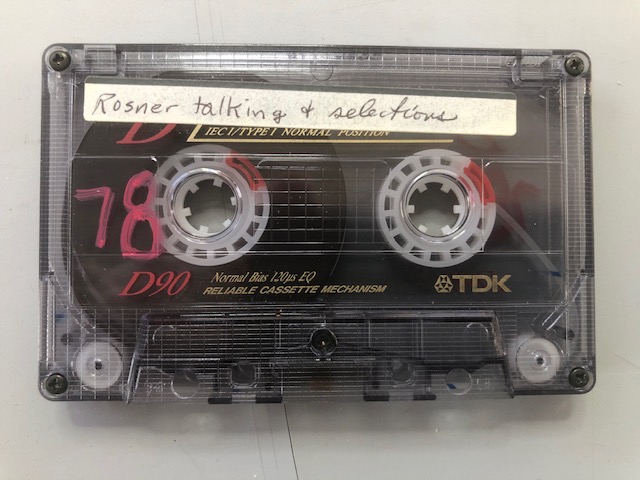 Rosner talking & selections
D
IEC I/TYPE I NORMAL POSITION
78
D90
Normal Bias 120μs EQ
RELIABLE CASSETTE MECHANISM
TDK